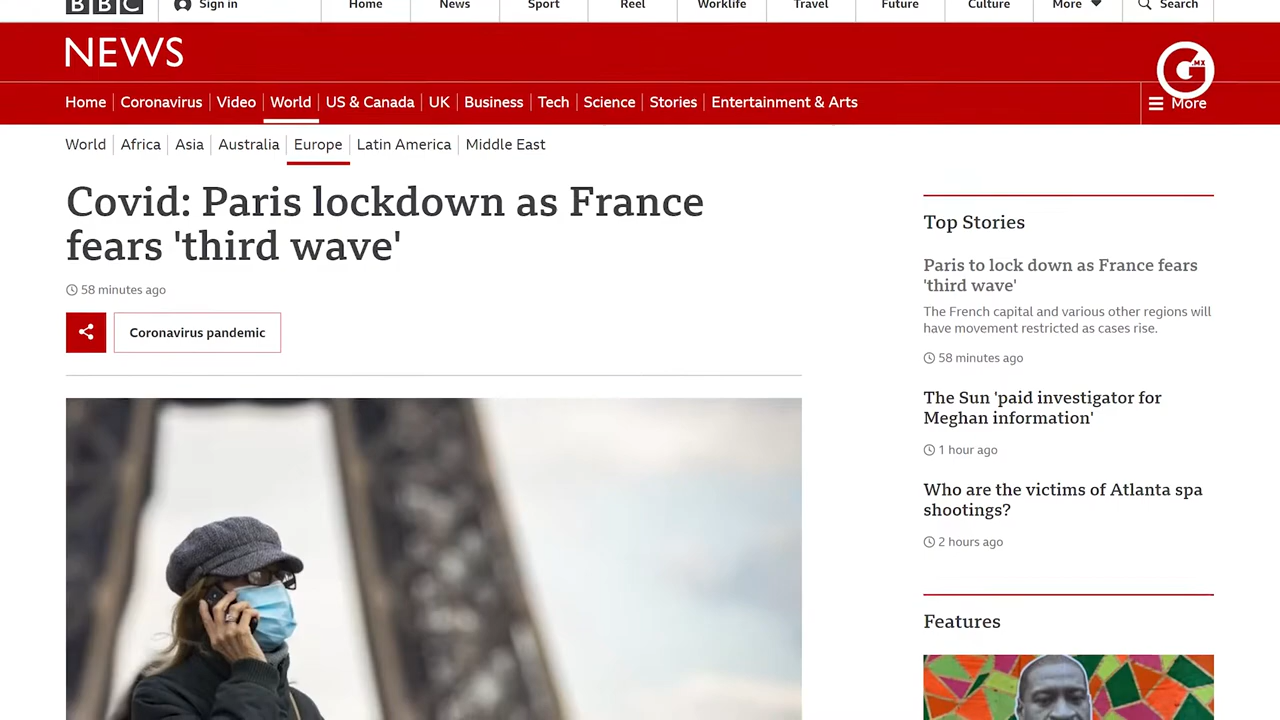 BBC
Sign in
Home
News
Sport
Reel
Worklife
Travel
Future
Culture
More
Search
NEWS
G.MX
Home
Coronavirus
Video
World
US & Canada
UK
Business
Tech
Science
Stories
Entertainment & Arts
More
World
Africa
Asia
Australia
Europe
Latin America
Middle East
Covid: Paris lockdown as France
fears 'third wave'
58 minutes ago
Coronavirus pandemic
Top Stories
Paris to lock down as France fears
'third wave'
The French capital and various other regions will
have movement restricted as cases rise.
58 minutes ago
The Sun 'paid investigator for
Meghan information'
1 hour ago
Who are the victims of Atlanta spa
shootings?
2 hours ago
Features